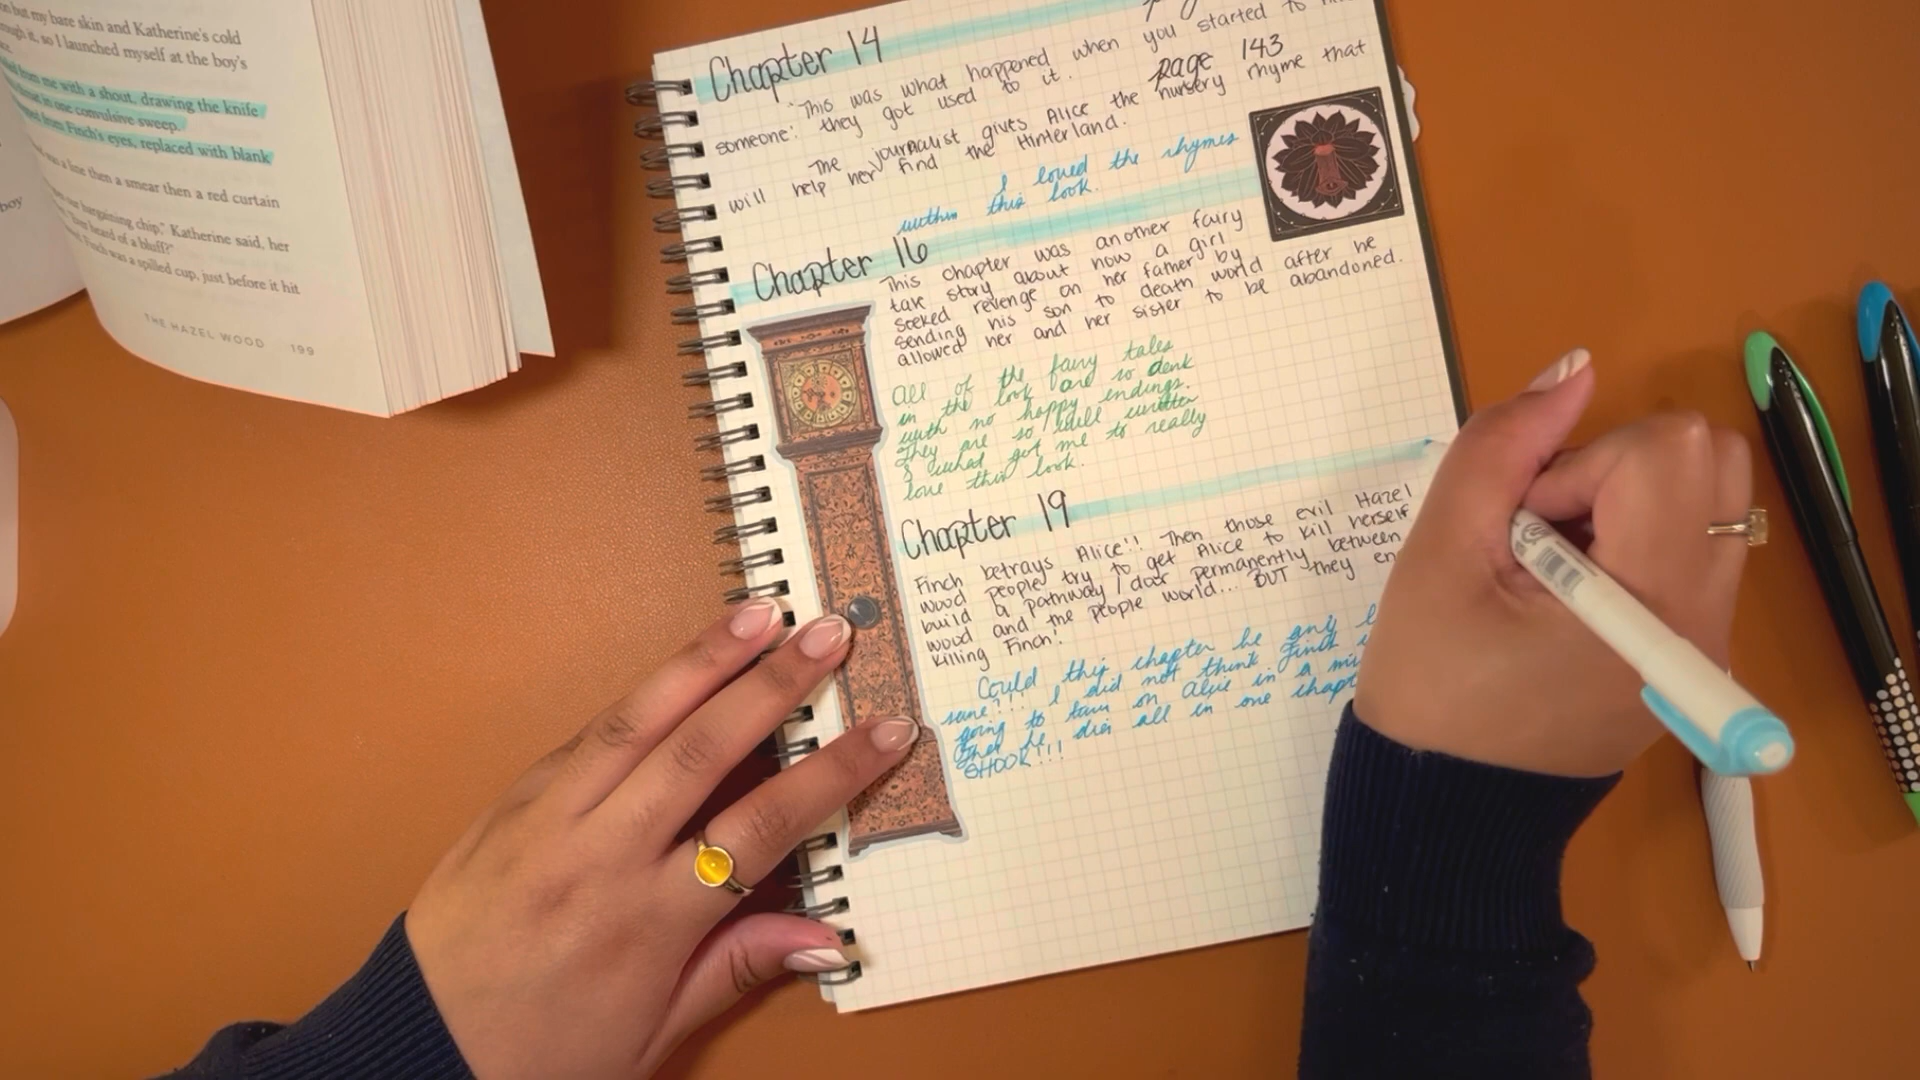 on but my bare skin and Katherine's cold
so I launched myself at the boy's
from me with a shout, drawing the knife
in one convulsive sweep.
from Finch's eyes, replaced with blank
was a line then a smear then a red curtain
bargaining chip," Katherine said, her
heard of a bluff?"
Finch was a spilled cup, just before it hit
THE HAZEL WOOD 199
boy
Chapter 14
"This was what happened when you started to
someone: they got used to it. page 143
The journalist gives Alice the nursery rhyme that
will help her find the Hinterland.
I loved the rhymes
within this book.
Chapter 16
This chapter was another fairy
tale story about how a girl
seeked revenge on her father by
sending his son to death world after he
allowed her and her sister to be abandoned.
All of the fairy tales
in the book are so dark
with no happy endings.
They are so well written
& what got me to really
love this book.
Chapter 19
Finch betrays Alice!! Then those evil Hazel
wood people try to get Alice to kill herself
build a pathway/door permanently between
wood and the people world... BUT they en
killing Finch!
Could this chapter be any
sane?!! I did not think Finch
going to turn on Alice in a
Then he dies all in one chapt
SHOOK!!!